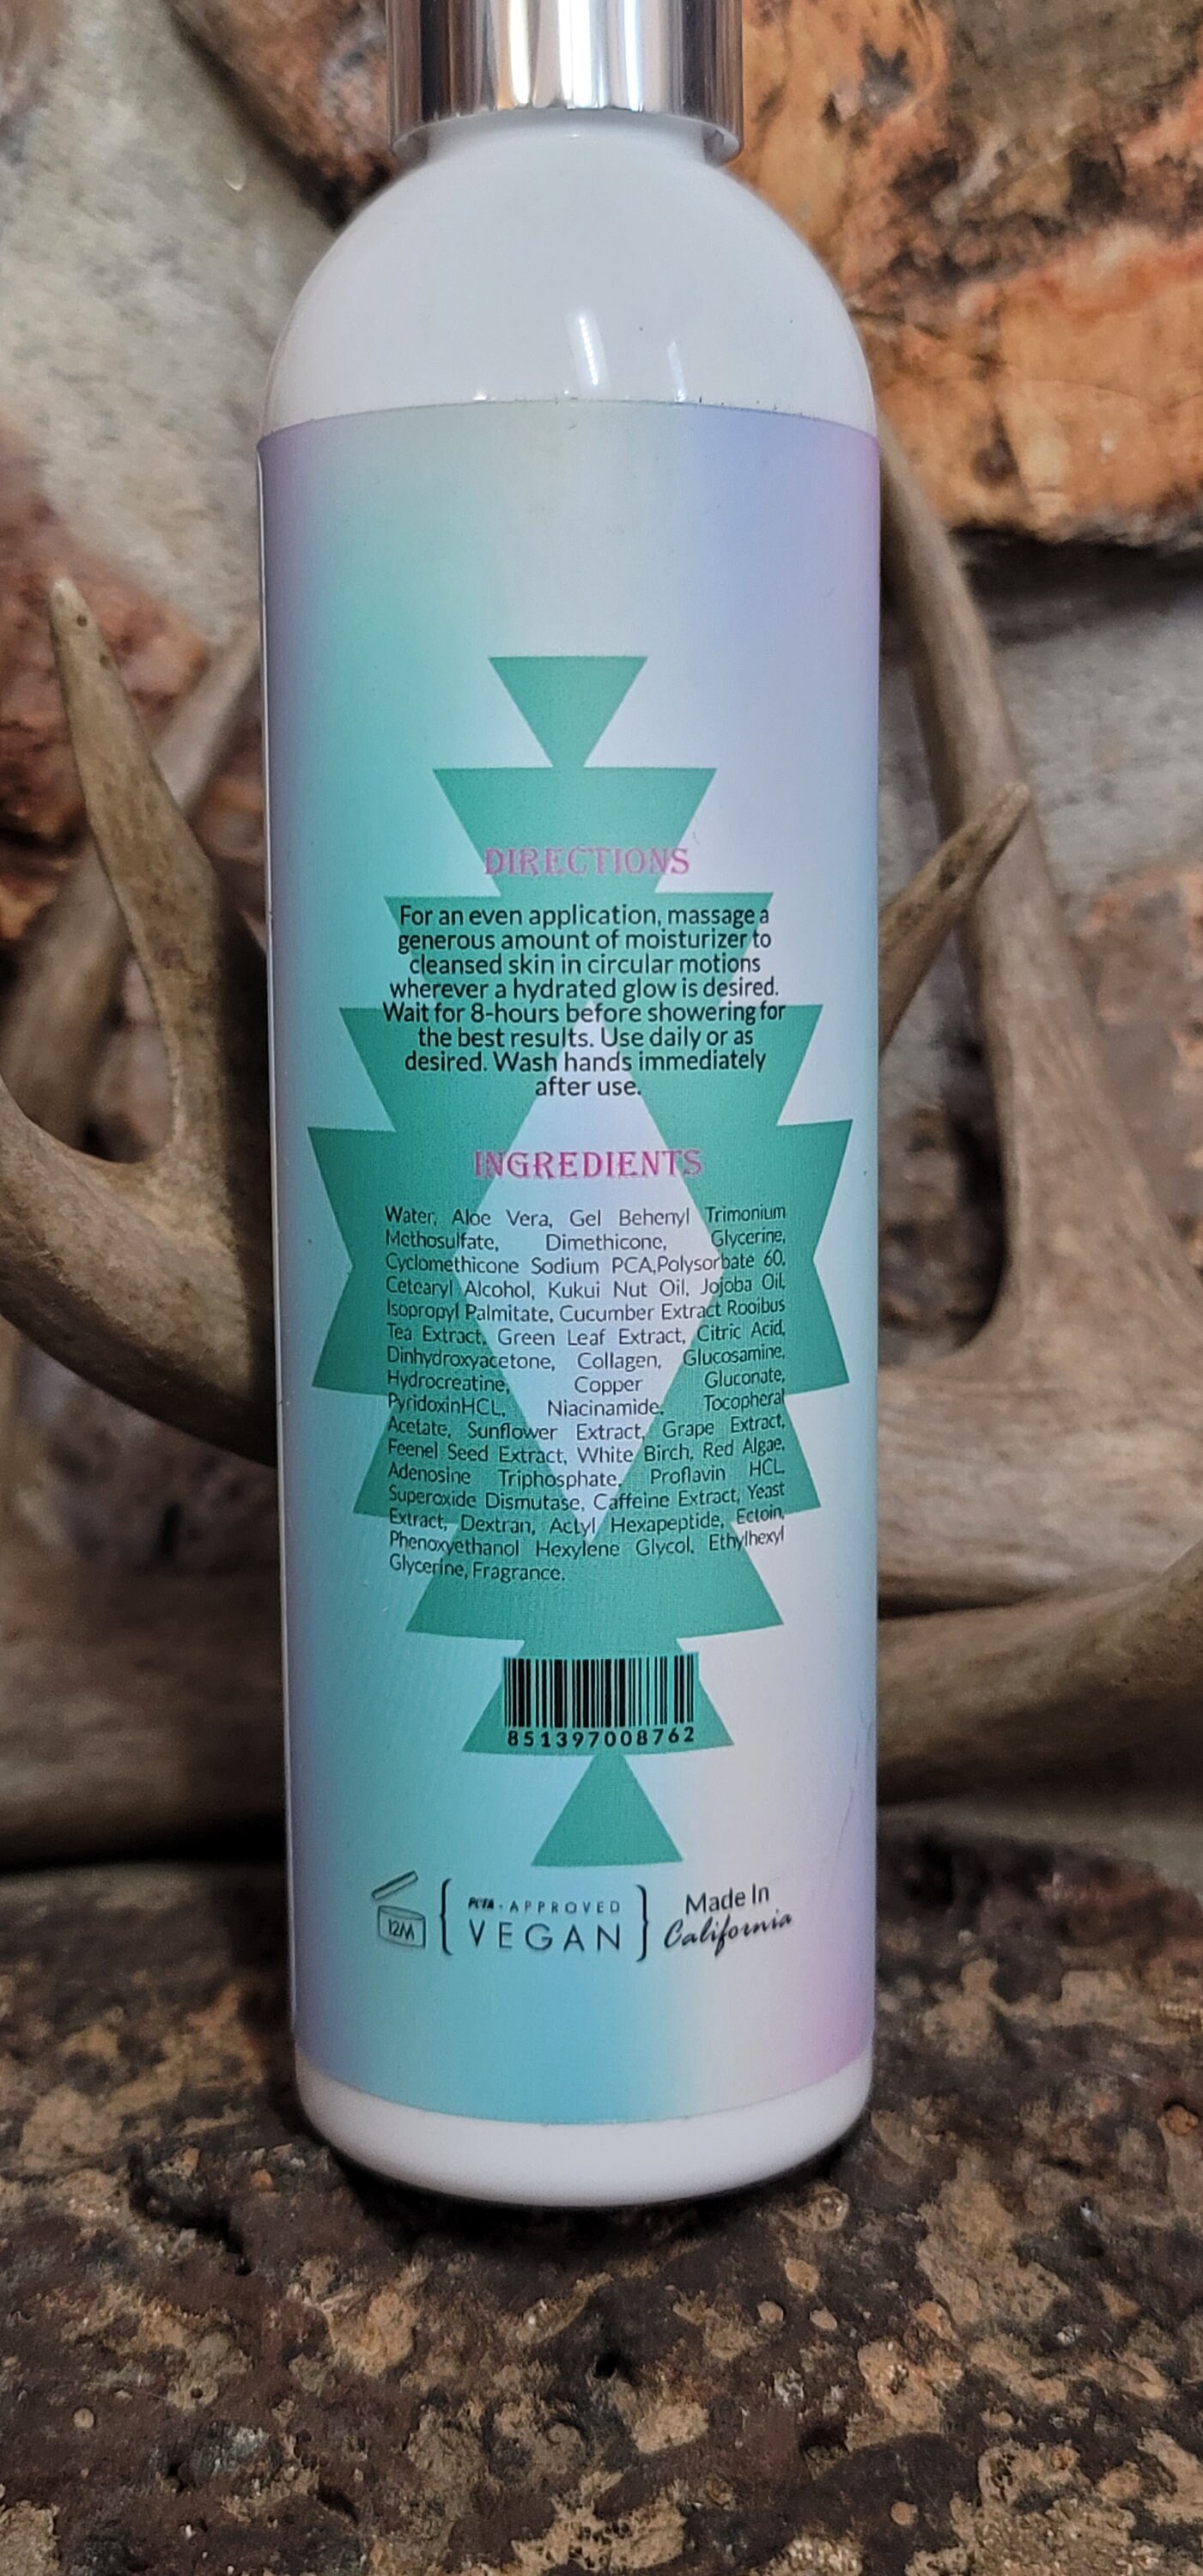 DIRECTIONS
For an even application, massage a
generous amount of moisturizer to
cleansed skin in circular motions
wherever a hydrated glow is desired.
Wait for 8-hours before showering for
the best results. Use daily or as
desired. Wash hands immediately
after use.
INGREDIENTS
Water, Aloe Vera, Gel Behenyl Trimonium
Methosulfate, Dimethicone, Glycerine,
Cyclomethicone Sodium PCA,Polysorbate 60,
Cetearyl Alcohol, Kukui Nut Oil, Jojoba Oil,
Isopropyl Palmitate, Cucumber Extract Rooibus
Tea Extract, Green Leaf Extract, Citric Acid,
Dinhydroxyacetone, Collagen, Glucosamine,
Hydrocreatine, Copper Gluconate,
PyridoxinHCL, Niacinamide, Tocopheral
Acetate, Sunflower Extract, Grape Extract,
Feenel Seed Extract, White Birch, Red Algae,
Adenosine Triphosphate, Proflavin HCL,
Superoxide Dismutase, Caffeine Extract, Yeast
Extract, Dextran, Actyl Hexapeptide, Ectoin,
Phenoxyethanol Hexylene Glycol, Ethylhexyl
Glycerine, Fragrance.
851397008762
12M
PETA - APPROVED
VEGAN
Made In
California